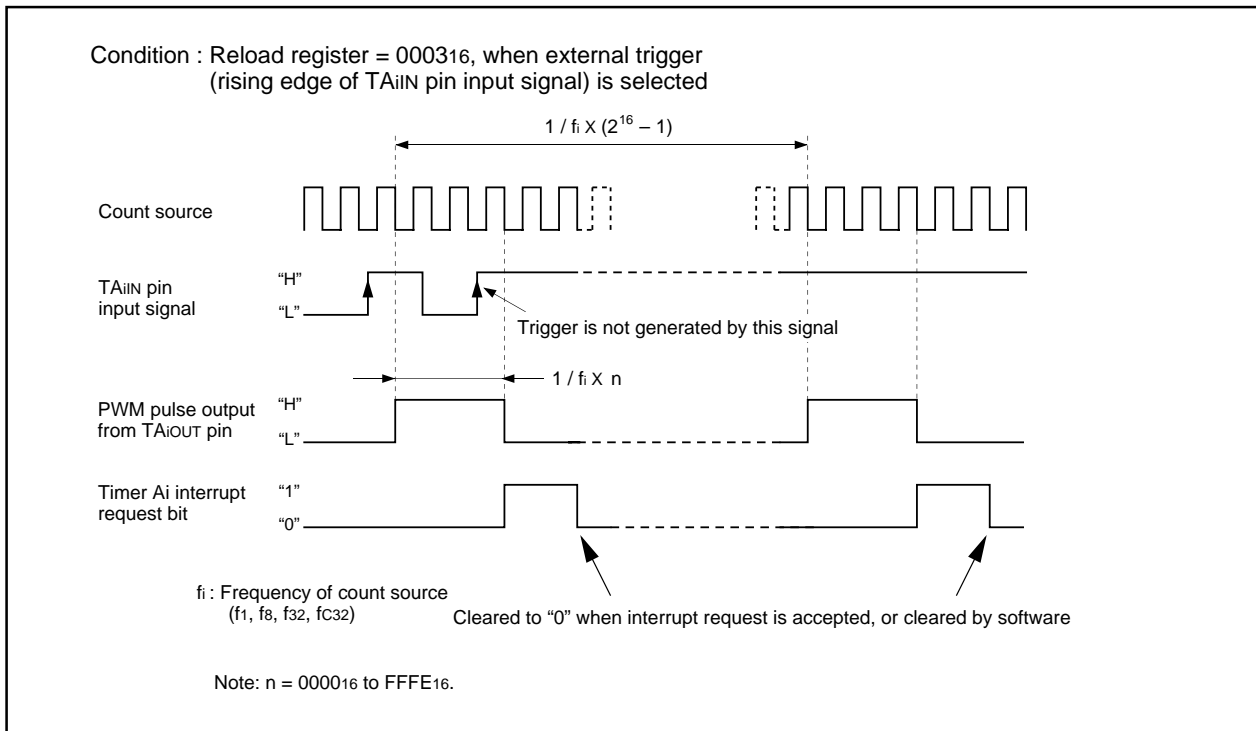 Condition : Reload register = 000316, when external trigger
(rising edge of TAiIN pin input signal) is selected
1 / fi X (2^16 – 1)
Count source
TAiIN pin
input signal
“H”
“L”
Trigger is not generated by this signal
1 / fi X n
PWM pulse output
from TAiOUT pin
“H”
“L”
Timer Ai interrupt
request bit
“1”
“0”
fi : Frequency of count source
(f1, f8, f32, fC32)
Cleared to “0” when interrupt request is accepted, or cleared by software
Note: n = 000016 to FFFE16.